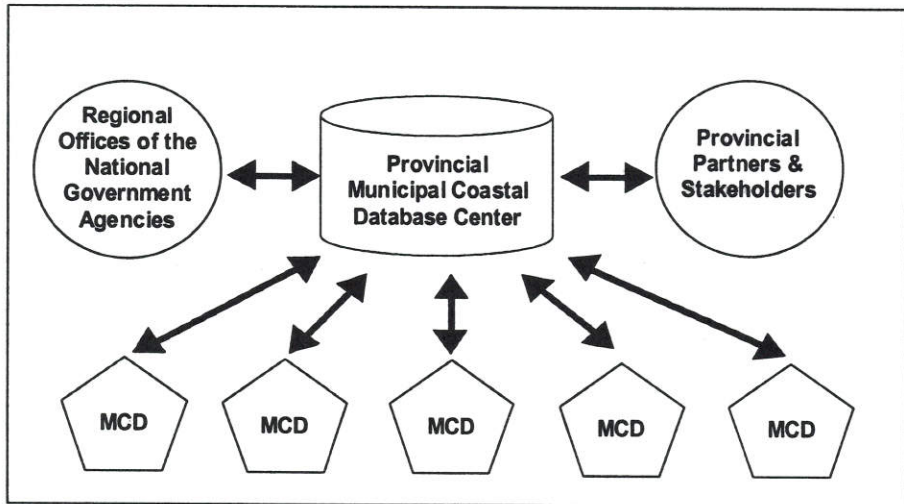 Regional
Offices of the
National
Government
Agencies
Provincial
Municipal Coastal
Database Center
Provincial
Partners &
Stakeholders
MCD
MCD
MCD
MCD
MCD